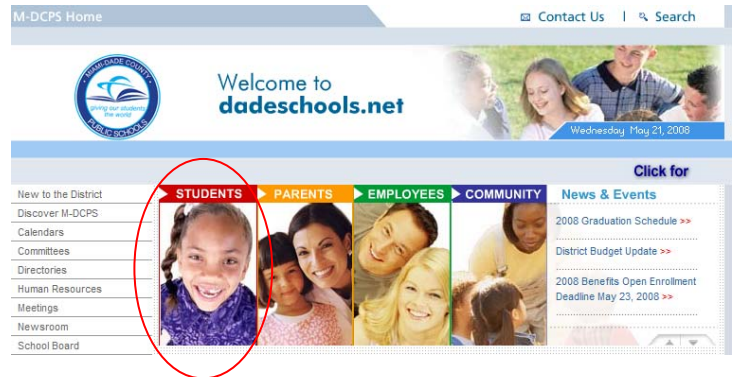 M-DCPS Home
Contact Us | Search
MIAMI-DADE COUNTY
giving our students
the world
PUBLIC SCHOOLS
Welcome to
dadeschools.net
Wednesday May 21, 2008
Click for
New to the District
Discover M-DCPS
Calendars
Committees
Directories
Human Resources
Meetings
Newsroom
School Board
STUDENTS
PARENTS
EMPLOYEES
COMMUNITY
News & Events
2008 Graduation Schedule >>
District Budget Update >>
2008 Benefits Open Enrollment
Deadline May 23, 2008 >>